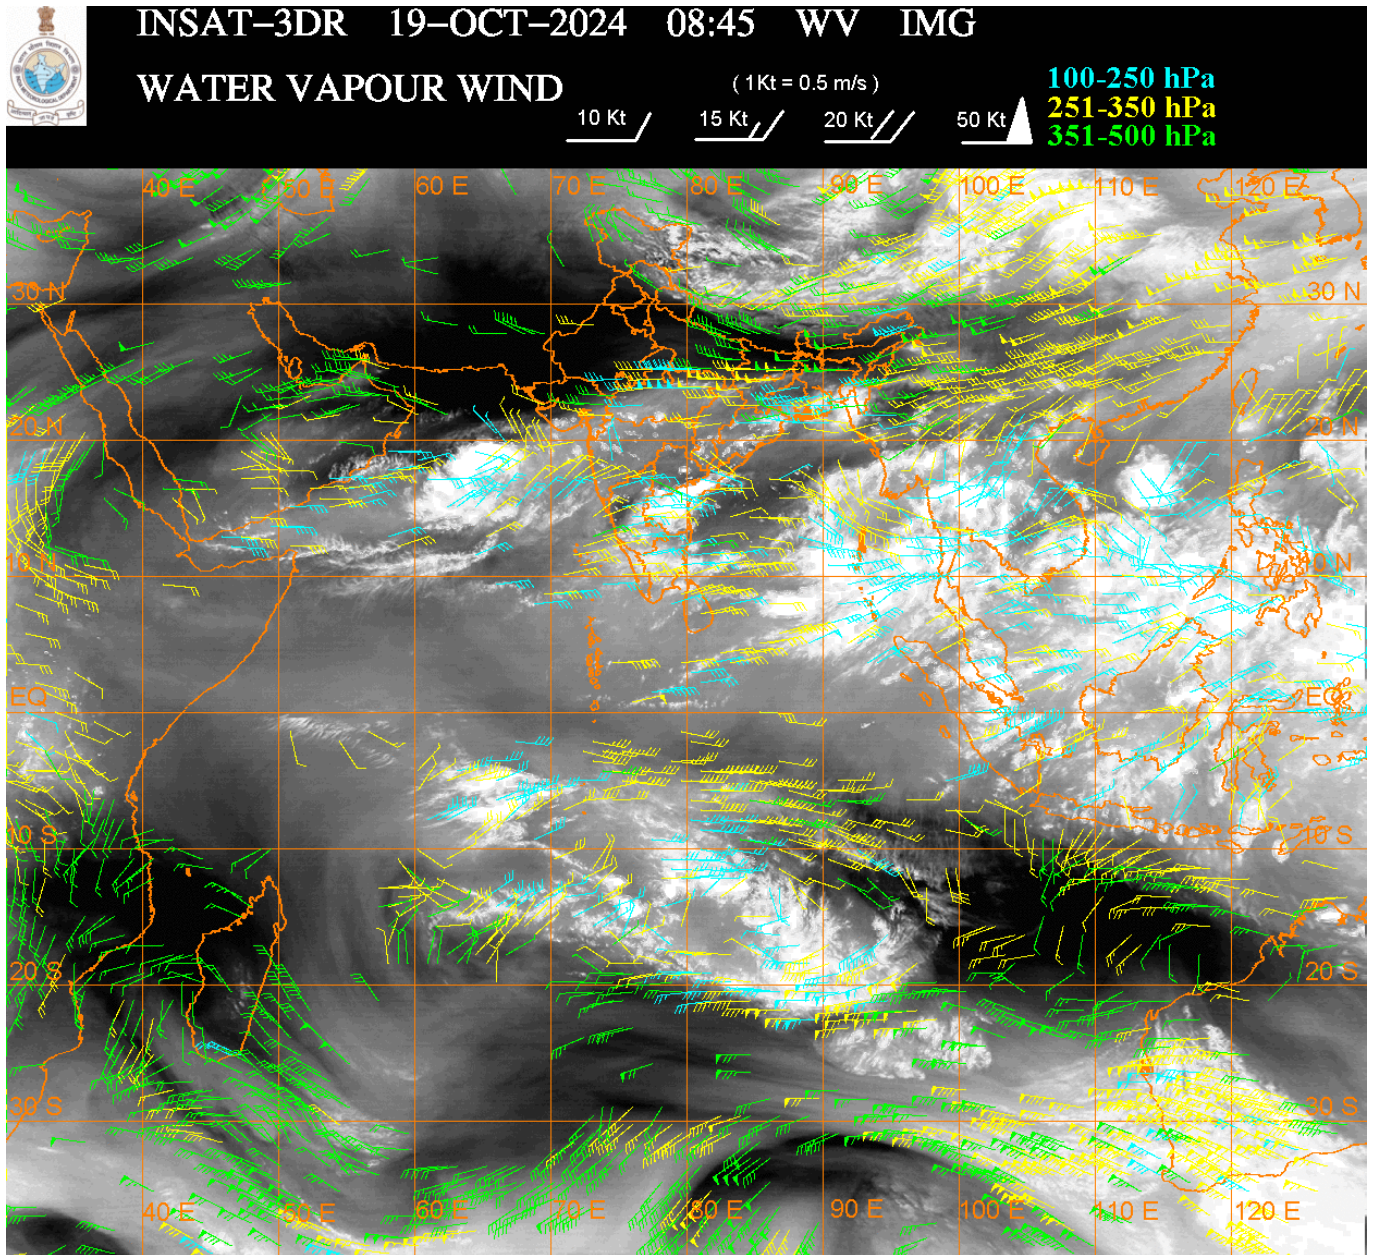 INSAT-3DR 19-OCT-2024 08:45 WV IMG
WATER VAPOUR WIND
( 1Kt = 0.5 m/s )
10 Kt 15 Kt 20 Kt 50 Kt
100-250 hPa
251-350 hPa
351-500 hPa
40 E 50 E 60 E 70 E 80 E 90 E 100 E 110 E 120 E
30 N 30 N
20 N 20 N
10 N 10 N
EQ EQ
10 S 10 S
20 S 20 S
30 S 30 S
40 E 50 E 60 E 70 E 80 E 90 E 100 E 110 E 120 E